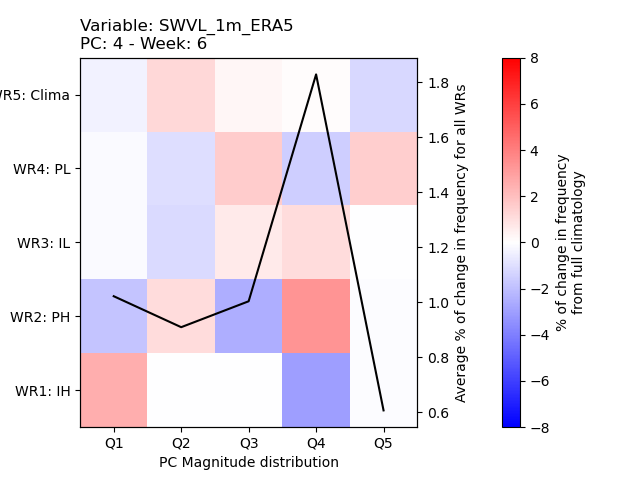 Variable: SWVL_1m_ERA5
PC: 4 - Week: 6
WR5: Clima
WR4: PL
WR3: IL
WR2: PH
WR1: IH
Q1 Q2 Q3 Q4 Q5
PC Magnitude distribution
1.8
1.6
1.4
1.2
1.0
0.8
0.6
Average % of change in frequency for all WRs
8
6
4
2
0
−2
−4
−6
−8
% of change in frequency
from full climatology